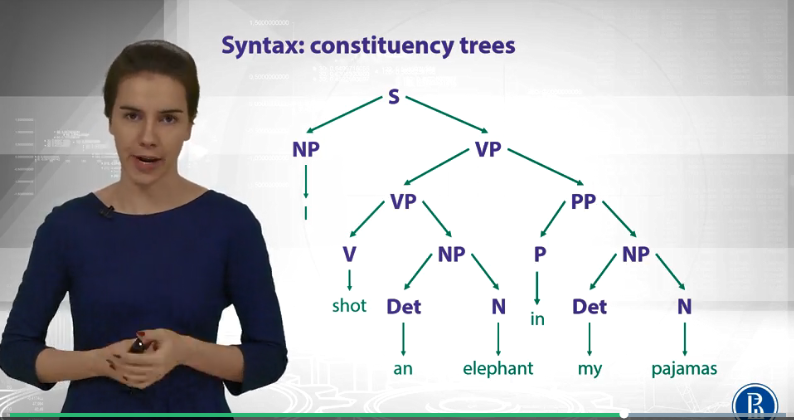 Syntax: constituency trees
S
NP VP
I VP PP
V NP P NP
shot Det N in Det N
an elephant my pajamas